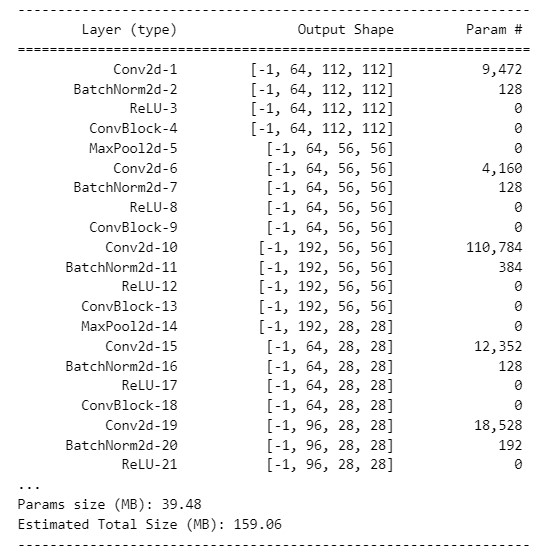 ----------------------------------------------------------------
Layer (type) Output Shape Param #
================================================================
Conv2d-1 [-1, 64, 112, 112] 9,472
BatchNorm2d-2 [-1, 64, 112, 112] 128
ReLU-3 [-1, 64, 112, 112] 0
ConvBlock-4 [-1, 64, 112, 112] 0
MaxPool2d-5 [-1, 64, 56, 56] 0
Conv2d-6 [-1, 64, 56, 56] 4,160
BatchNorm2d-7 [-1, 64, 56, 56] 128
ReLU-8 [-1, 64, 56, 56] 0
ConvBlock-9 [-1, 64, 56, 56] 0
Conv2d-10 [-1, 192, 56, 56] 110,784
BatchNorm2d-11 [-1, 192, 56, 56] 384
ReLU-12 [-1, 192, 56, 56] 0
ConvBlock-13 [-1, 192, 56, 56] 0
MaxPool2d-14 [-1, 192, 28, 28] 0
Conv2d-15 [-1, 64, 28, 28] 12,352
BatchNorm2d-16 [-1, 64, 28, 28] 128
ReLU-17 [-1, 64, 28, 28] 0
ConvBlock-18 [-1, 64, 28, 28] 0
Conv2d-19 [-1, 96, 28, 28] 18,528
BatchNorm2d-20 [-1, 96, 28, 28] 192
ReLU-21 [-1, 96, 28, 28] 0
...
Params size (MB): 39.48
Estimated Total Size (MB): 159.06
----------------------------------------------------------------